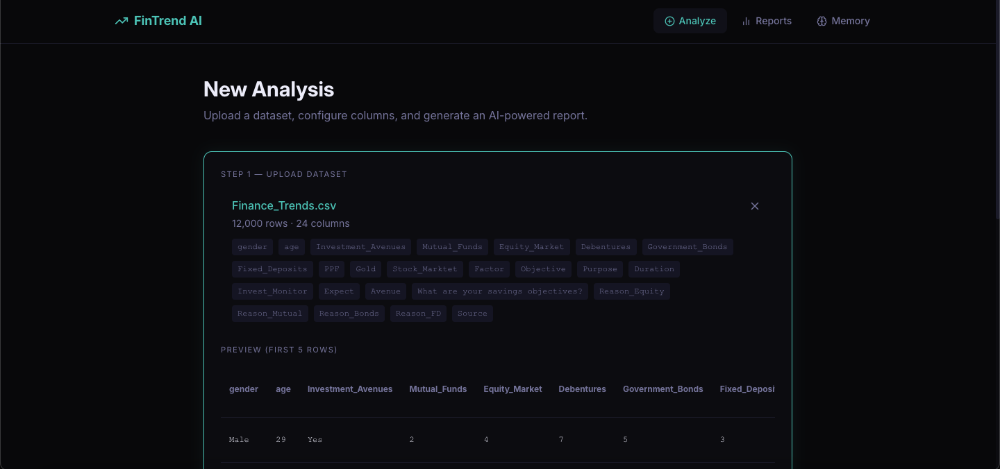 FinTrend AI
Analyze
Reports
Memory
New Analysis
Upload a dataset, configure columns, and generate an AI-powered report.
STEP 1 — UPLOAD DATASET
Finance_Trends.csv
12,000 rows · 24 columns
gender age Investment_Avenues Mutual_Funds Equity_Market Debentures Government_Bonds
Fixed_Deposits PPF Gold Stock_Marktet Factor Objective Purpose Duration
Invest_Monitor Expect Avenue What are your savings objectives? Reason_Equity
Reason_Mutual Reason_Bonds Reason_FD Source
PREVIEW (FIRST 5 ROWS)
gender age Investment_Avenues Mutual_Funds Equity_Market Debentures Government_Bonds Fixed_Deposi
Male 29 Yes 2 4 7 5 3